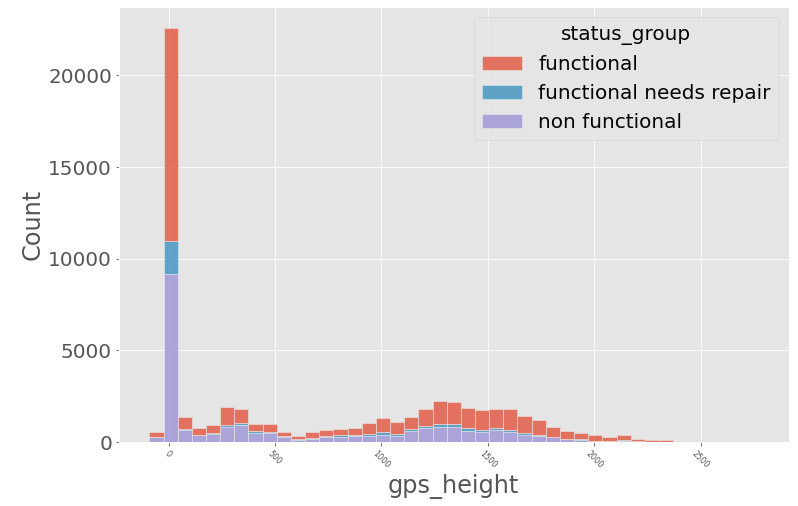 status_group
functional
functional needs repair
non functional
Count
20000
15000
10000
5000
0
0
500
1000
1500
2000
2500
gps_height